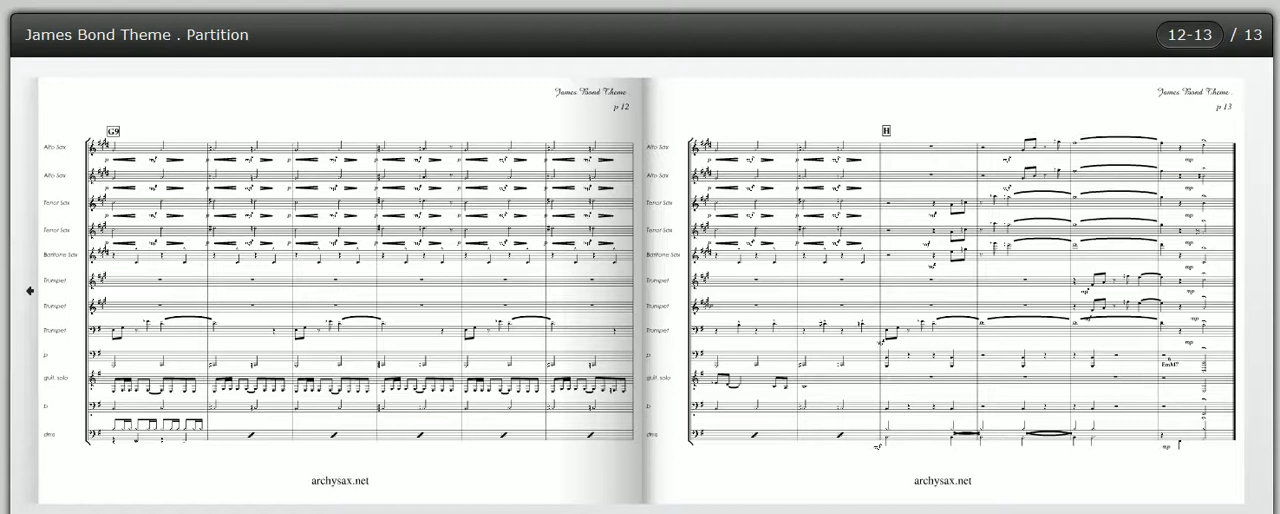 James Bond Theme . Partition
12-13 / 13
James Bond Theme .
p 12
G9
Alto Sax
Alto Sax
Tenor Sax
Tenor Sax
Baritone Sax
Trumpet
Trumpet
Trumpet
p
guit. solo
b
dms
archysax.net
James Bond Theme .
p 13
H
Alto Sax
Alto Sax
Tenor Sax
Tenor Sax
Baritone Sax
Trumpet
Trumpet
Trumpet
p
guit. solo
b
dms
archysax.net